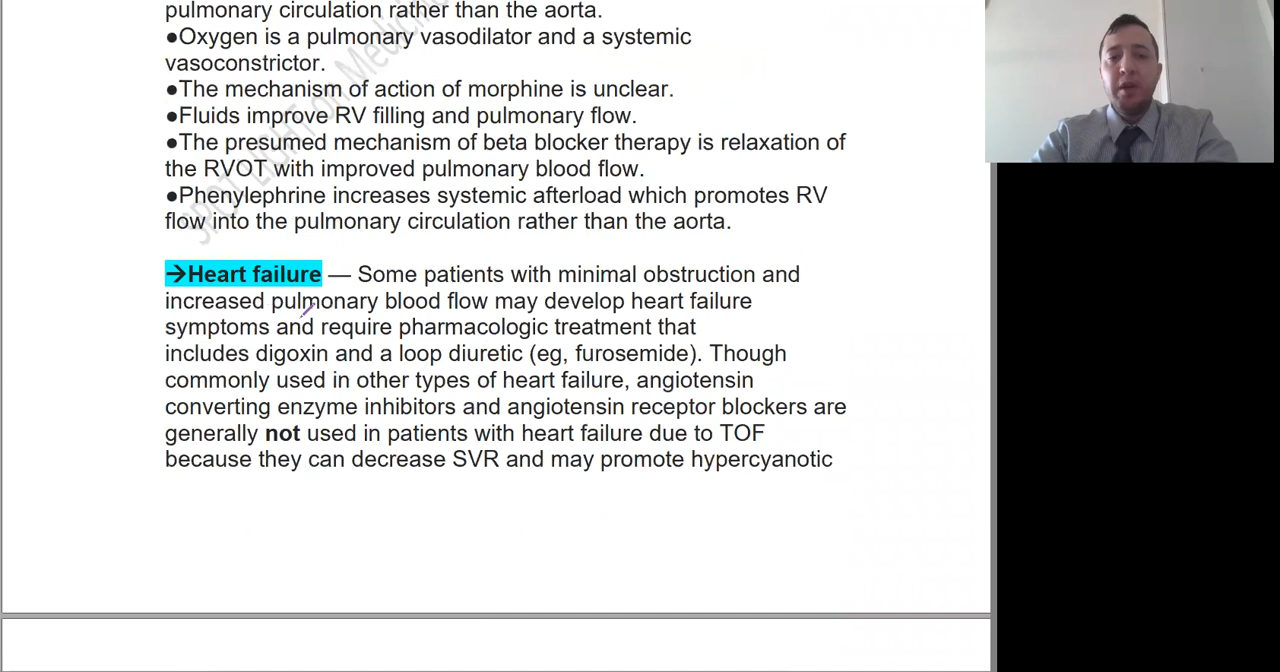 pulmonary circulation rather than the aorta.
●Oxygen is a pulmonary vasodilator and a systemic
vasoconstrictor.
●The mechanism of action of morphine is unclear.
●Fluids improve RV filling and pulmonary flow.
●The presumed mechanism of beta blocker therapy is relaxation of
the RVOT with improved pulmonary blood flow.
●Phenylephrine increases systemic afterload which promotes RV
flow into the pulmonary circulation rather than the aorta.
→Heart failure — Some patients with minimal obstruction and
increased pulmonary blood flow may develop heart failure
symptoms and require pharmacologic treatment that
includes digoxin and a loop diuretic (eg, furosemide). Though
commonly used in other types of heart failure, angiotensin
converting enzyme inhibitors and angiotensin receptor blockers are
generally not used in patients with heart failure due to TOF
because they can decrease SVR and may promote hypercyanotic
SPOT LIGHT on